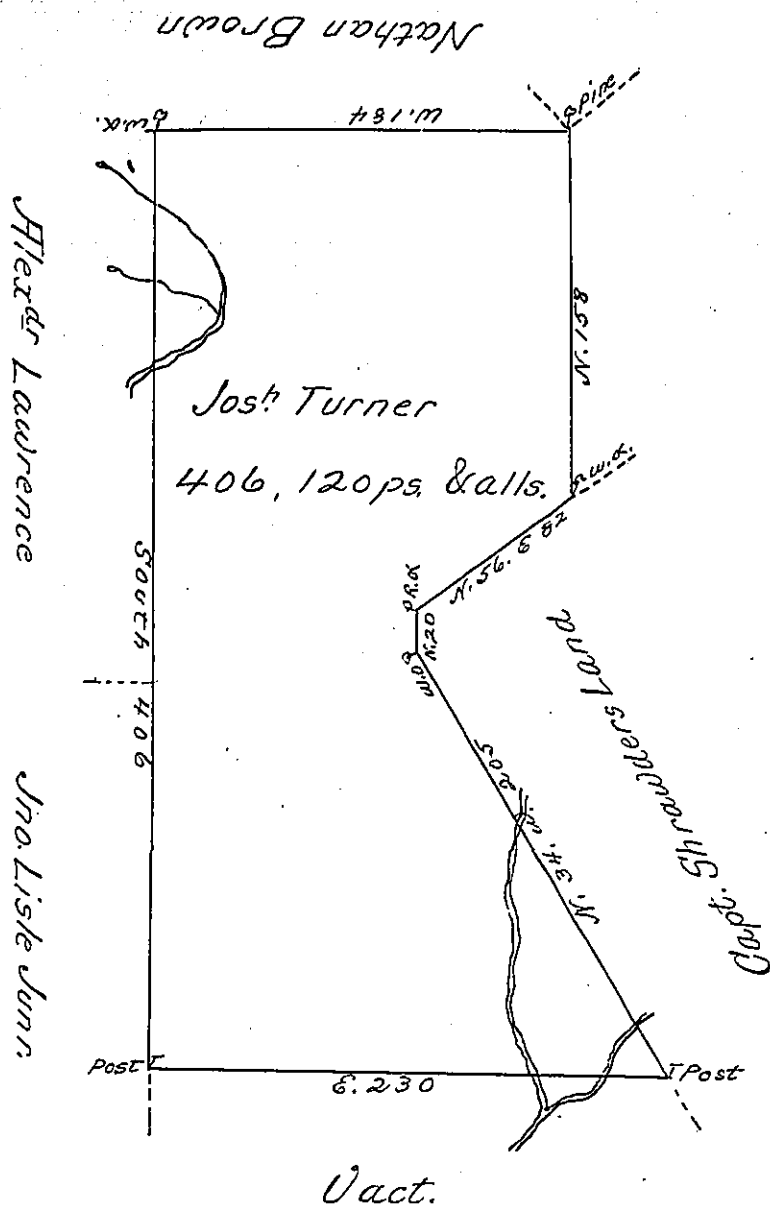 Nathan Brown
Pine
W.184
W.O.
N.158
Alexdr Lawrence
Josh. Turner
406, 120 ps. & alls.
W.O.
N.56.E 82
R.O
N.20
W.O
South 406
N.34.W.205
Capt. Shrawders Land
Jno. Lisle Junr.
Post
E.230
Post
Vact.